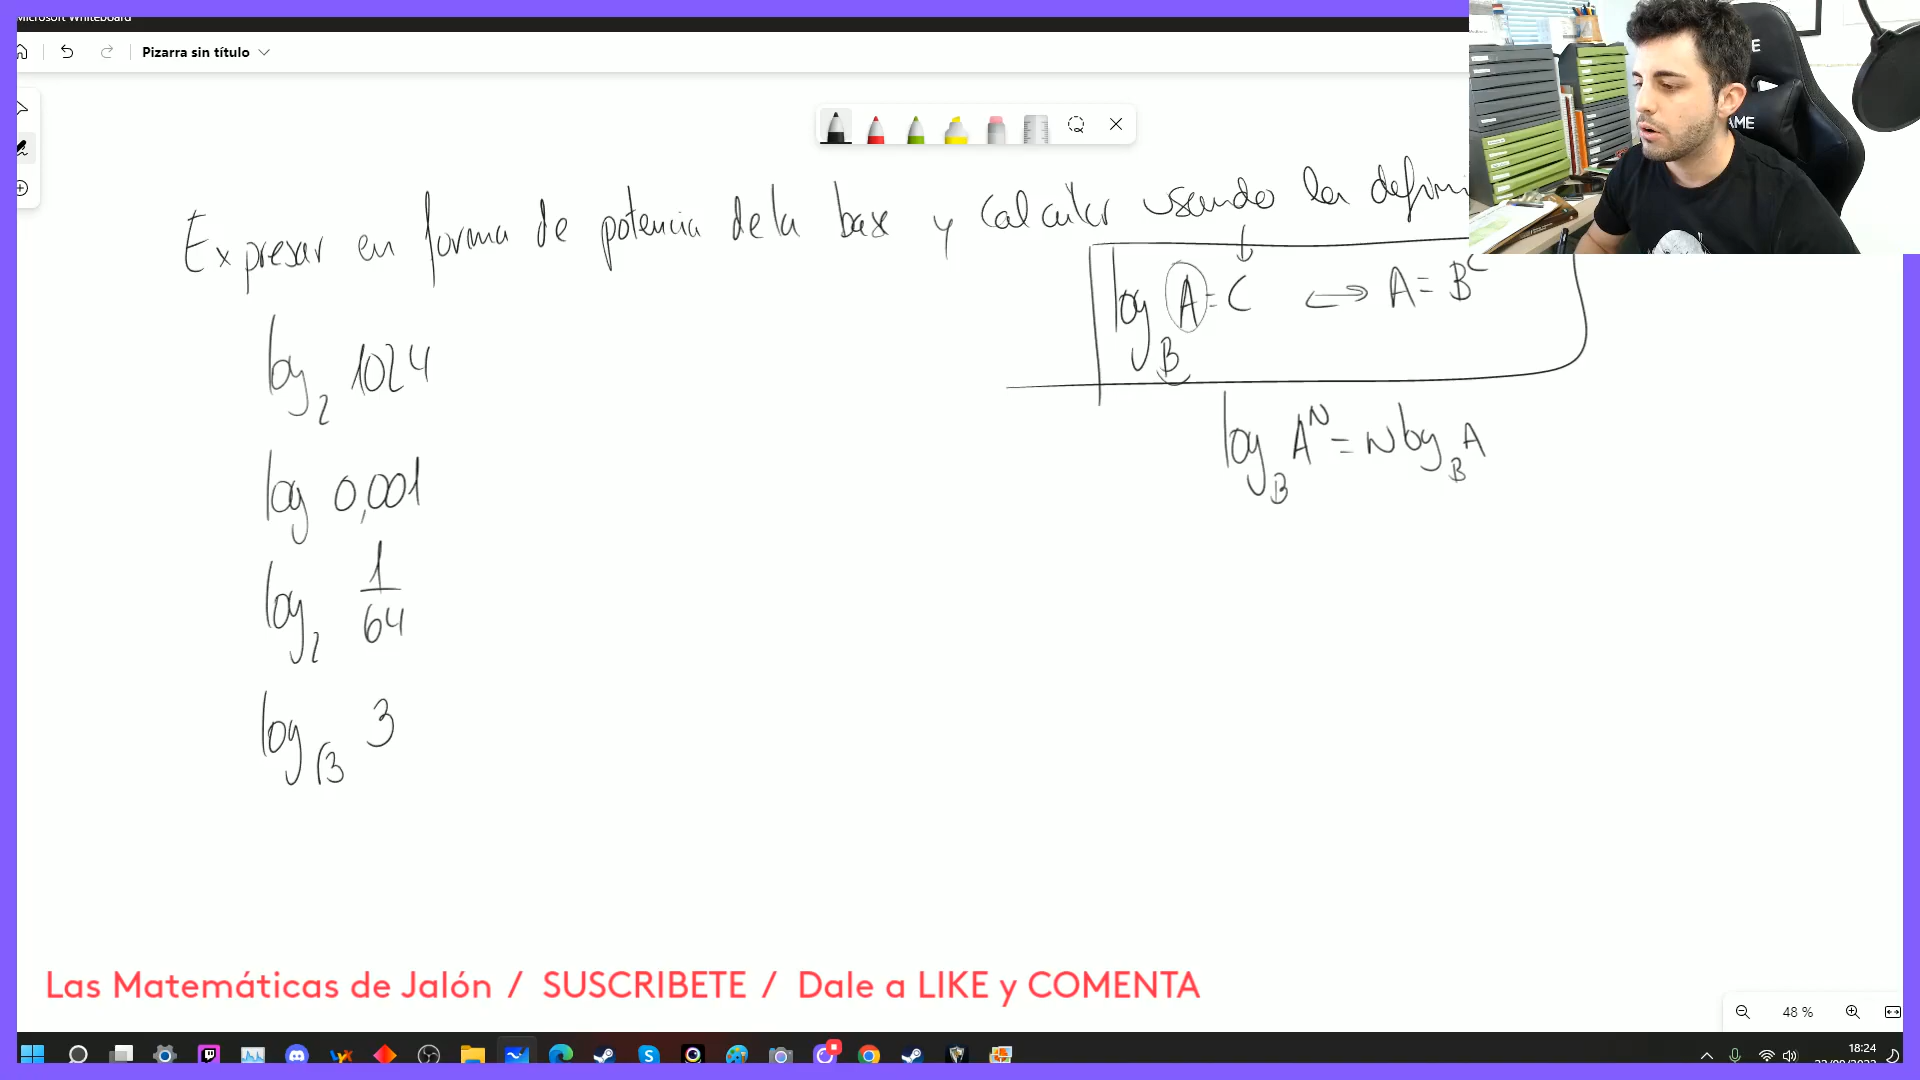 Microsoft Whiteboard
Pizarra sin título
Expresar en forma de potencia de la base y calcular usando la
log_B A = C ⟷ A = B^C
log_2 1024
log_B A^N = N log_B A
log 0,001
log_2 1/64
log_√3 3
Las Matemáticas de Jalón / SUSCRIBETE / Dale a LIKE y COMENTA
48 %
18:24